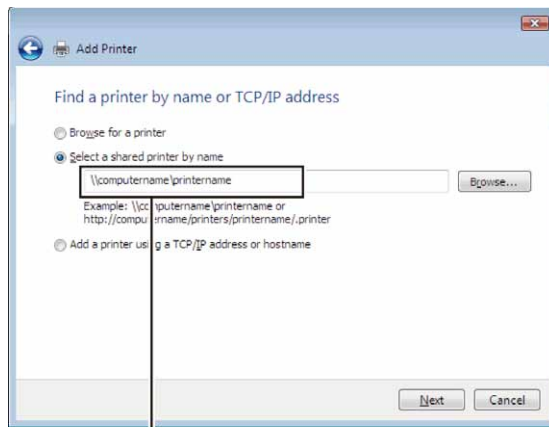 Add Printer
Find a printer by name or TCP/IP address
Browse for a printer
Select a shared printer by name
\\computername\printername
Browse...
Example: \\computername\printername or
http://computername/printers/printername/.printer
Add a printer using a TCP/IP address or hostname
Next
Cancel